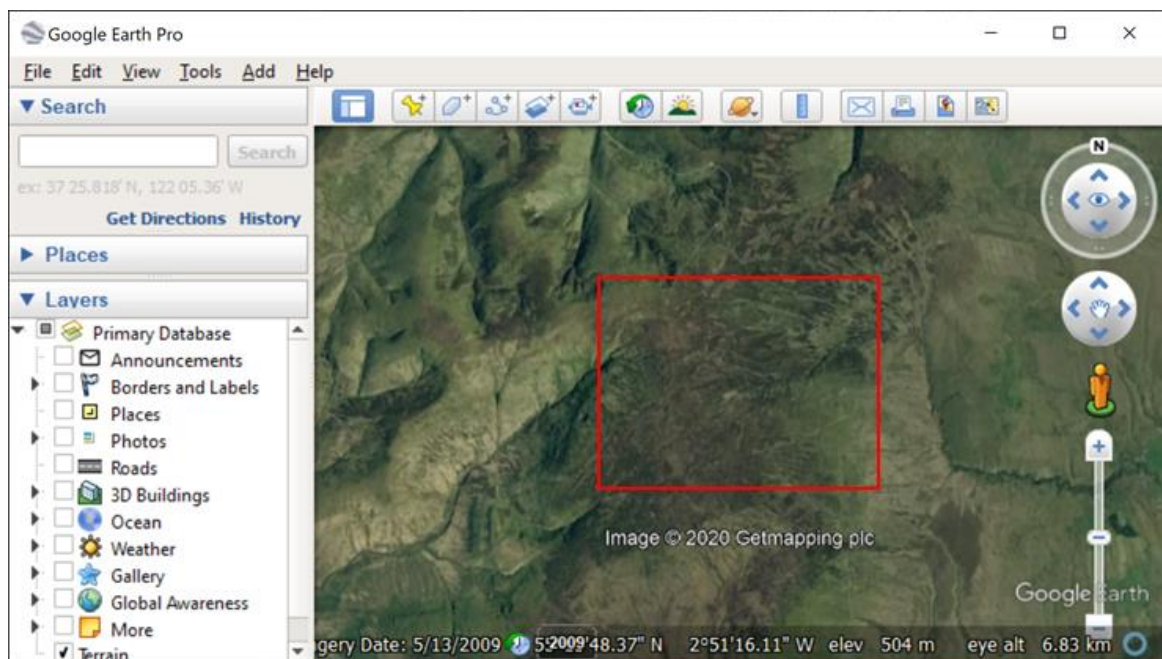 Google Earth Pro
File Edit View Tools Add Help
Search
Search
ex: 37 25.818' N, 122 05.36' W
Get Directions History
Places
Layers
Primary Database
Announcements
Borders and Labels
Places
Photos
Roads
3D Buildings
Ocean
Weather
Gallery
Global Awareness
More
Terrain
N
Image © 2020 Getmapping plc
Google Earth
gery Date: 5/13/2009 2009 48.37" N 2°51'16.11" W elev 504 m eye alt 6.83 km